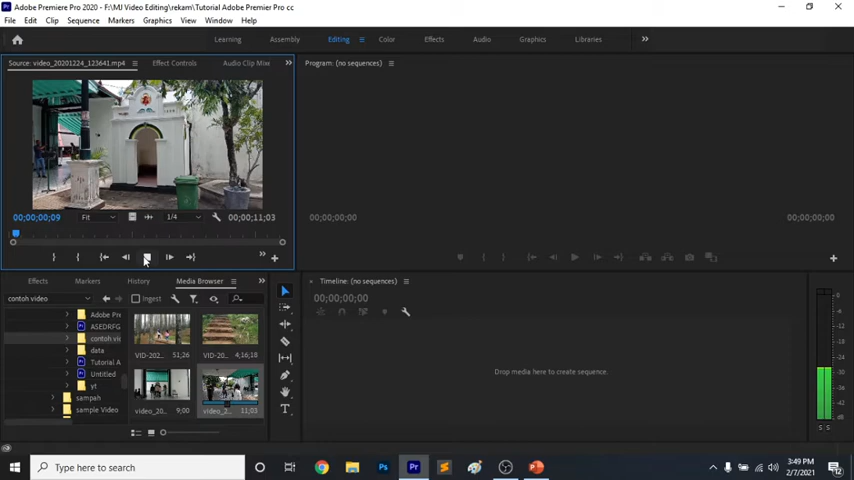 Adobe Premiere Pro 2020 - F:\MJ Video Editing\rekam\Tutorial Adobe Premier Pro cc
File Edit Clip Sequence Markers Graphics View Window Help
Learning Assembly Editing Color Effects Audio Graphics Libraries
Source: video_20201224_123641.mp4 Effect Controls Audio Clip Mixe
Program: (no sequences)
00;00;00;09 Fit 1/4 00;00;11;03
00;00;00;00 00;00;00;00
Effects Markers History Media Browser
contoh video Ingest
Adobe Pre
ASEDRFG
contoh vic
data
Tutorial A
Untitled
yt
sampah
sample Video
VID-202... 51;26
VID-202... 4;16;18
video_20... 9;00
video_2... 11;03
Timeline: (no sequences)
00;00;00;00
Drop media here to create sequence.
0
S S
Type here to search
Ps
Pr
3:49 PM
2/7/2021